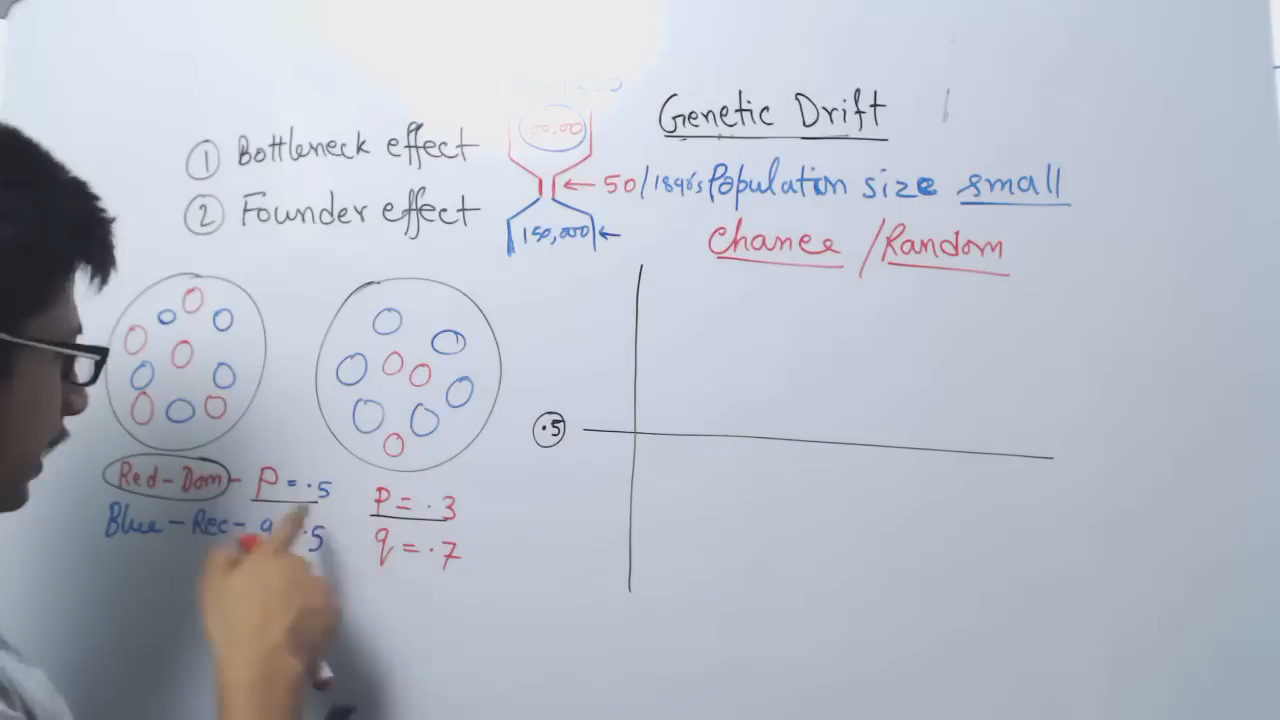 Genetic Drift
① Bottleneck effect
② Founder effect
50/1890's
150,000
Population size small
Chance / Random
.5
Red - Dom - P = .5
Blue - Rec - q .5
P = .3
q = .7